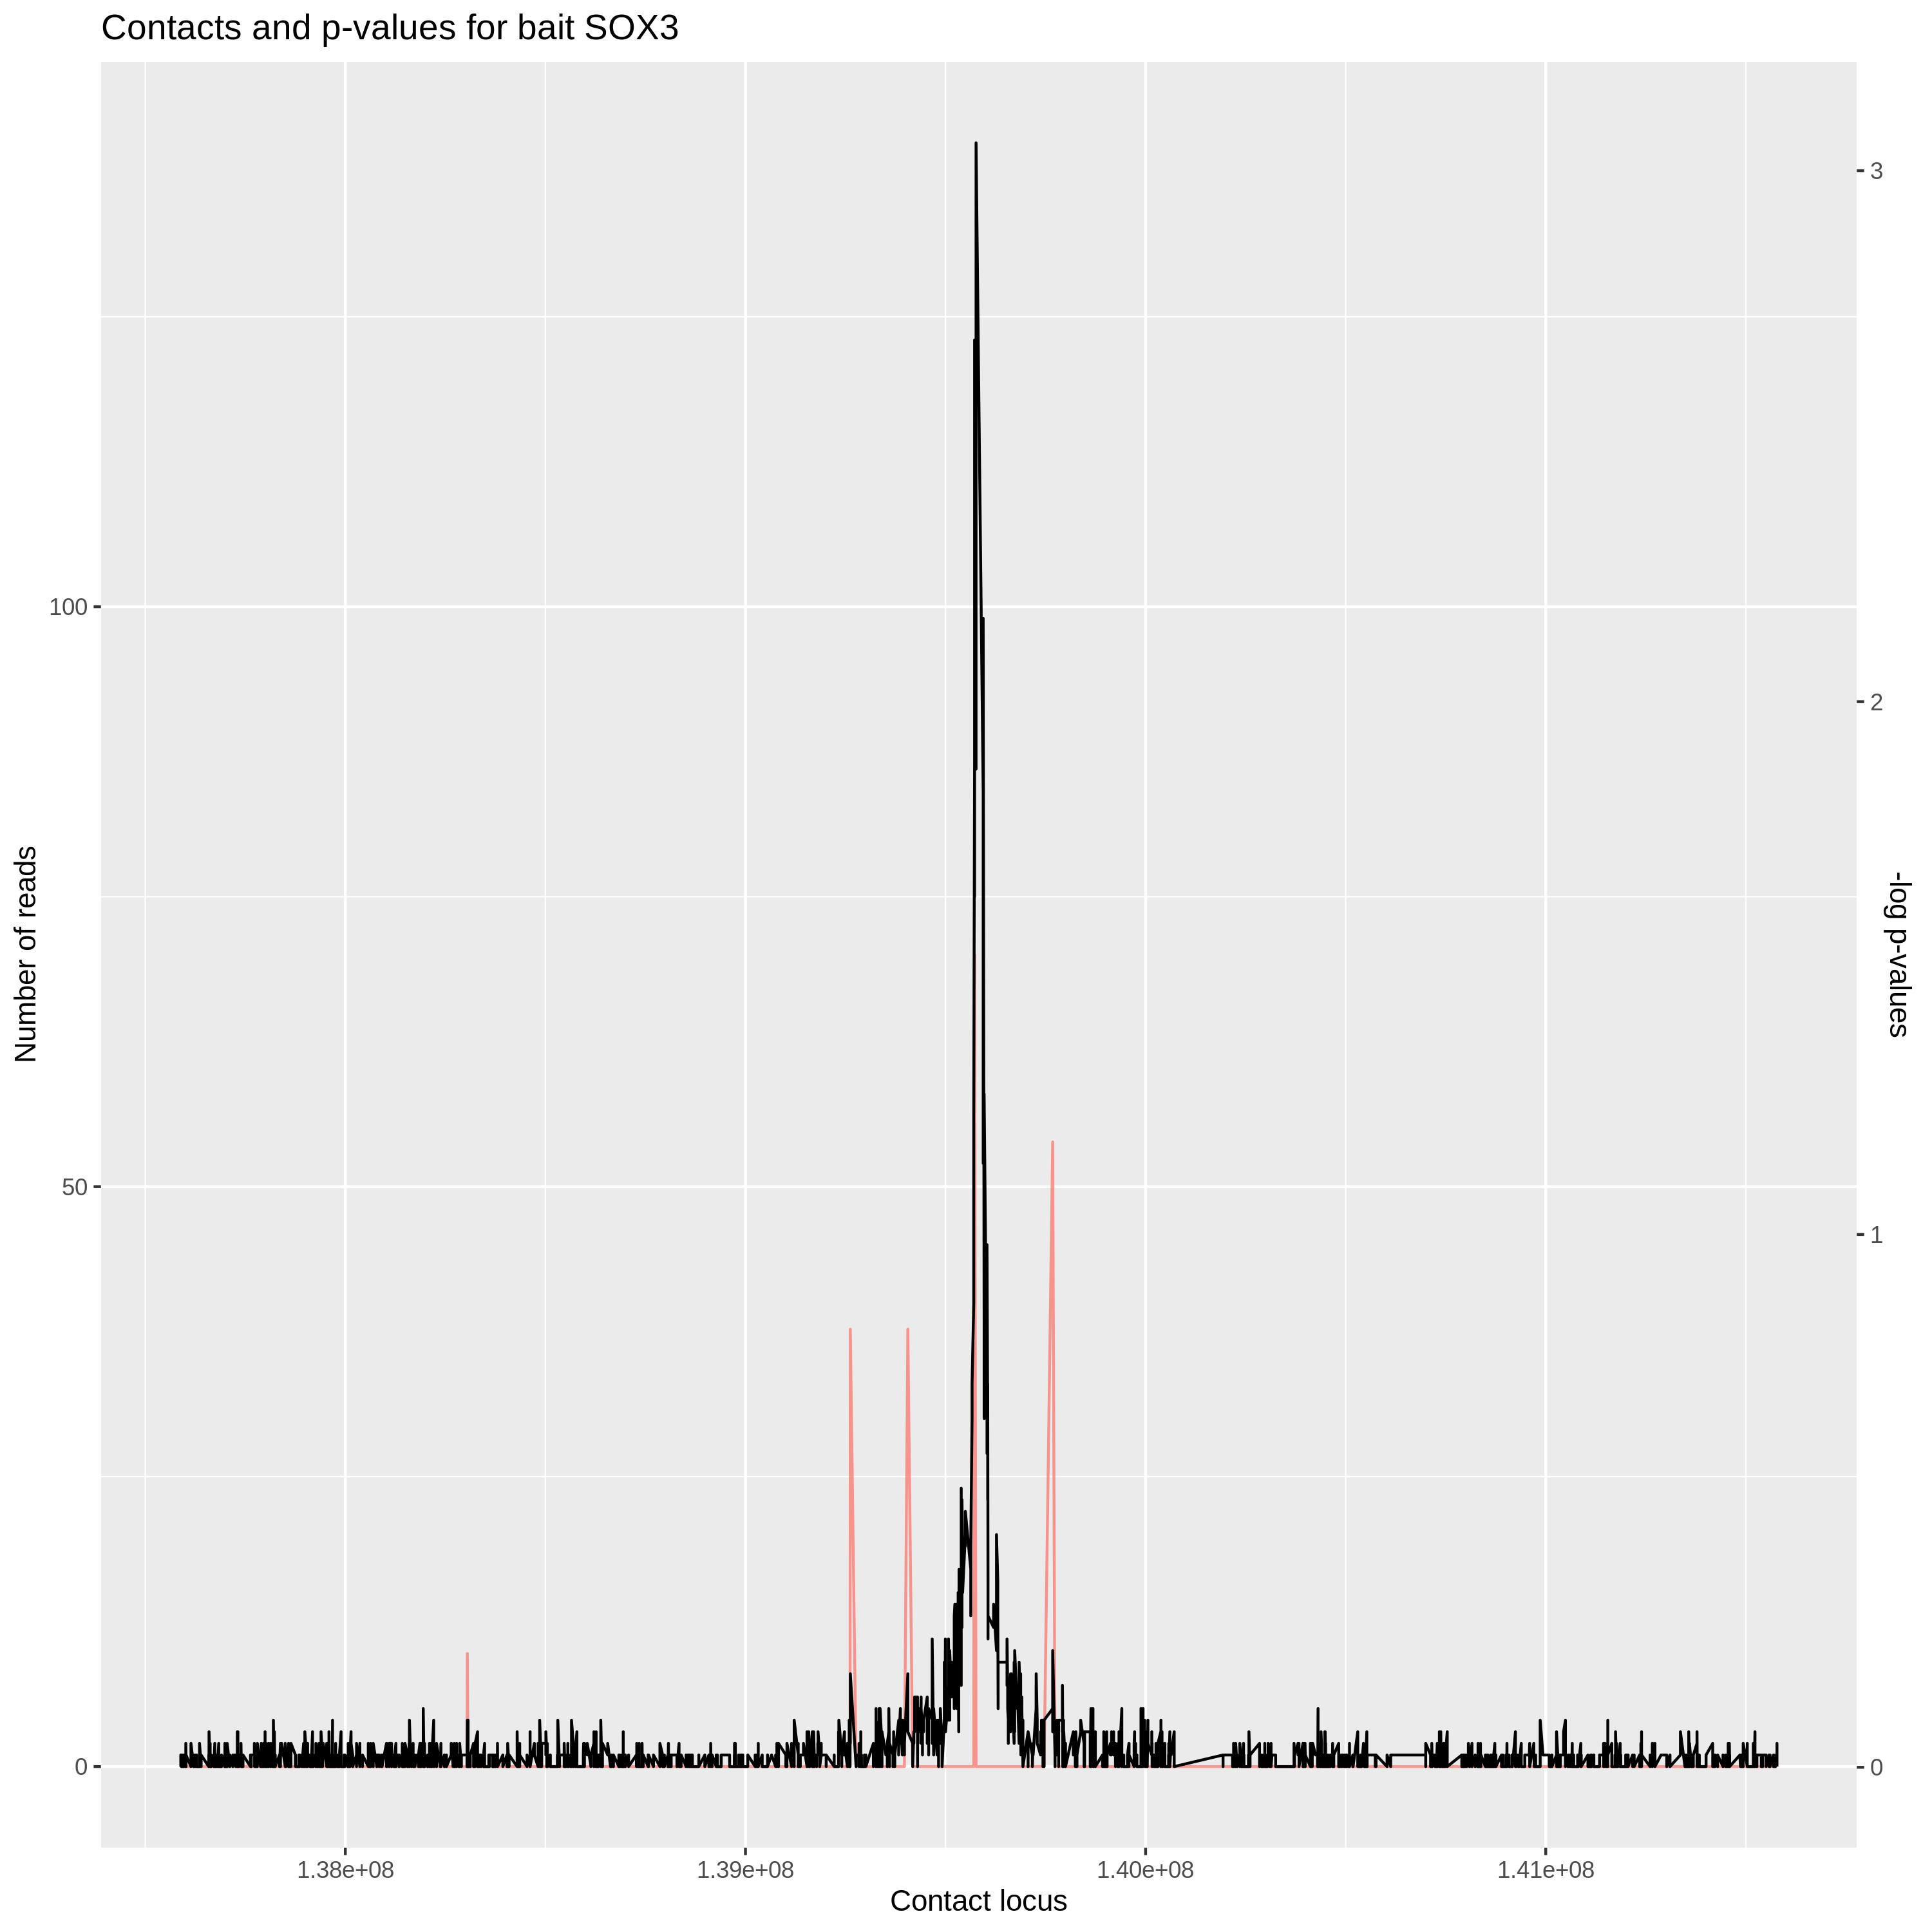 Contacts and p-values for bait SOX3
Number of reads
100
50
0
3
2
1
0
-log p-values
1.38e+08
1.39e+08
1.40e+08
1.41e+08
Contact locus